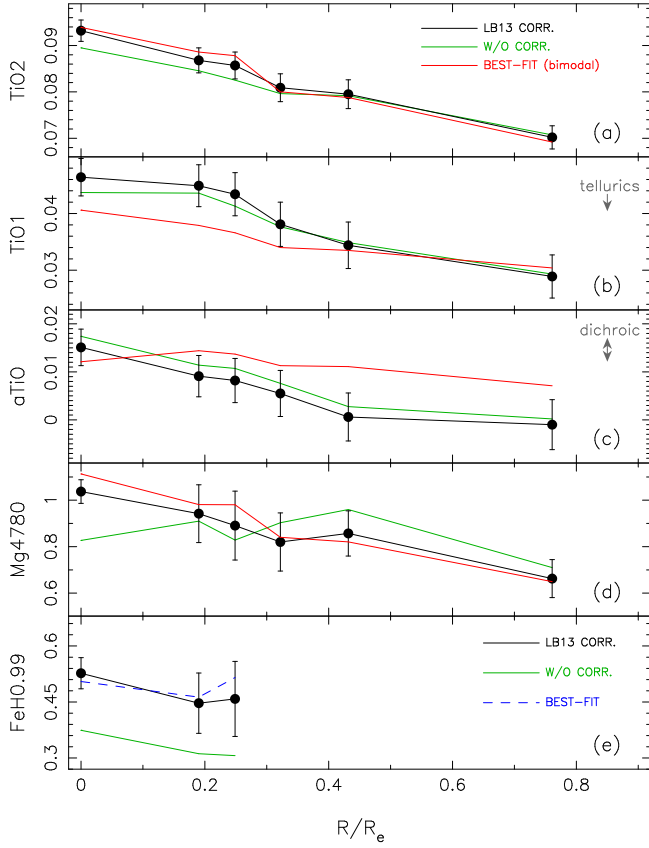 LB13 CORR.
W/O CORR.
BEST-FIT (bimodal)
TiO2
0.09
0.08
0.07
(a)
tellurics
TiO1
0.04
0.03
(b)
dichroic
aTiO
0.02
0.01
0
(c)
Mg4780
1
0.8
0.6
(d)
LB13 CORR.
W/O CORR.
BEST-FIT
FeH0.99
0.6
0.45
0.3
(e)
0 0.2 0.4 0.6 0.8
R/Re